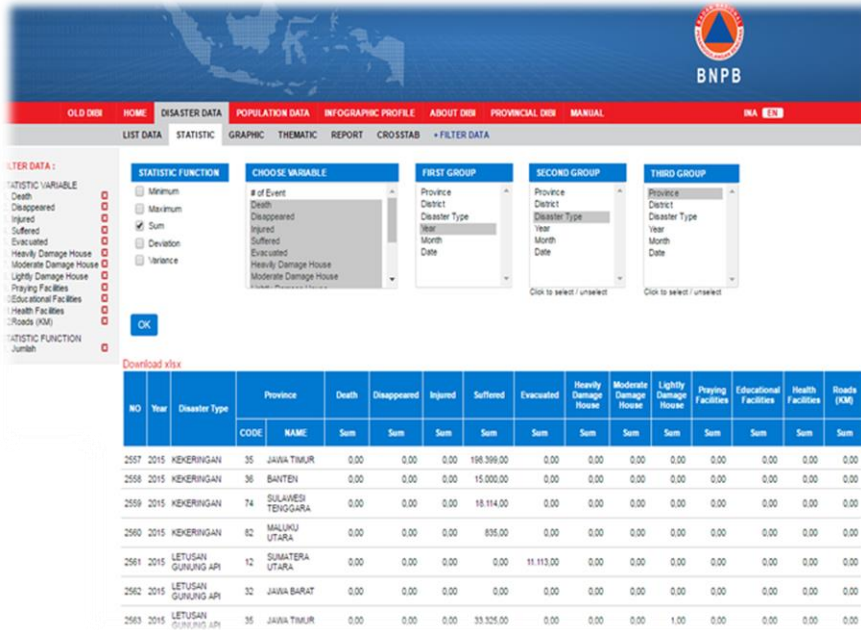 BNPB
OLD DIBI HOME DISASTER DATA POPULATION DATA INFOGRAPHIC PROFILE ABOUT DIBI PROVINCIAL DIBI MANUAL INA EN
LIST DATA STATISTIC GRAPHIC THEMATIC REPORT CROSSTAB + FILTER DATA
DATA :
VARIABLE
Death
Disappeared
Injured
Suffered
Evacuated
Heavily Damage House
Moderate Damage House
Lightly Damage House
Praying Facilities
Educational Facilities
Health Facilities
Roads (KM)
FUNCTION
Jumlah
STATISTIC FUNCTION
Minimum
Maximum
Sum
Deviation
Variance
CHOOSE VARIABLE
# of Event
Death
Disappeared
Injured
Suffered
Evacuated
Heavily Damage House
Moderate Damage House
Lightly Damage House
FIRST GROUP
Province
District
Disaster Type
Year
Month
Date
SECOND GROUP
Province
District
Disaster Type
Year
Month
Date
Click to select / unselect
THIRD GROUP
Province
District
Disaster Type
Year
Month
Date
Click to select / unselect
OK
Download xlsx
NO Year Disaster Type Province Death Disappeared Injured Suffered Evacuated Heavily Damage House Moderate Damage House Lightly Damage House Praying Facilities Educational Facilities Health Facilities Roads (KM)
CODE NAME Sum Sum Sum Sum Sum Sum Sum Sum Sum Sum Sum Sum
2557 2015 KEKERINGAN 35 JAWA TIMUR 0,00 0,00 0,00 198.399,00 0,00 0,00 0,00 0,00 0,00 0,00 0,00 0,00
2558 2015 KEKERINGAN 36 BANTEN 0,00 0,00 0,00 15.000,00 0,00 0,00 0,00 0,00 0,00 0,00 0,00 0,00
2559 2015 KEKERINGAN 74 SULAWESI TENGGARA 0,00 0,00 0,00 18.114,00 0,00 0,00 0,00 0,00 0,00 0,00 0,00 0,00
2560 2015 KEKERINGAN 82 MALUKU UTARA 0,00 0,00 0,00 835,00 0,00 0,00 0,00 0,00 0,00 0,00 0,00 0,00
2561 2015 LETUSAN GUNUNG API 12 SUMATERA UTARA 0,00 0,00 0,00 0,00 11.113,00 0,00 0,00 0,00 0,00 0,00 0,00 0,00
2562 2015 LETUSAN GUNUNG API 32 JAWA BARAT 0,00 0,00 0,00 0,00 0,00 0,00 0,00 0,00 0,00 0,00 0,00 0,00
2563 2015 LETUSAN GUNUNG API 35 JAWA TIMUR 0,00 0,00 0,00 33.325,00 0,00 0,00 0,00 1,00 0,00 0,00 0,00 0,00